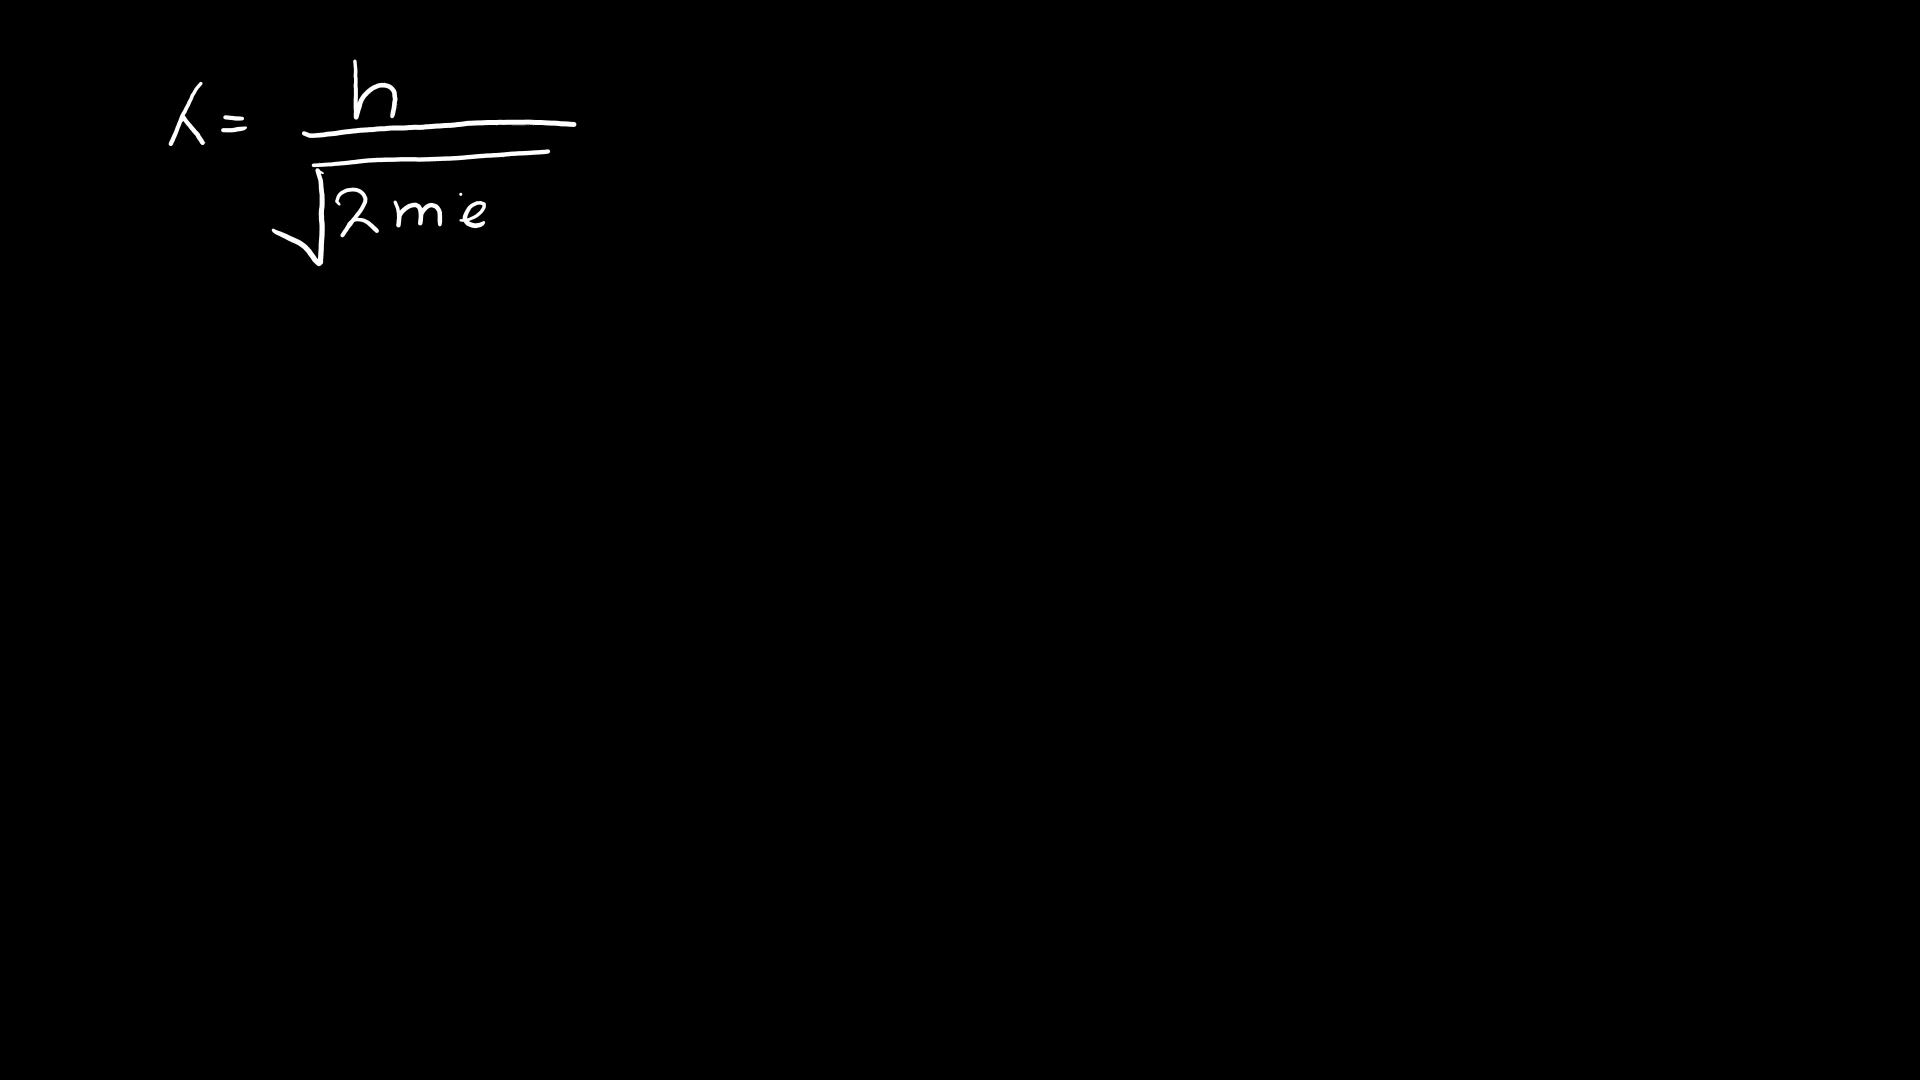 λ = h / √2me